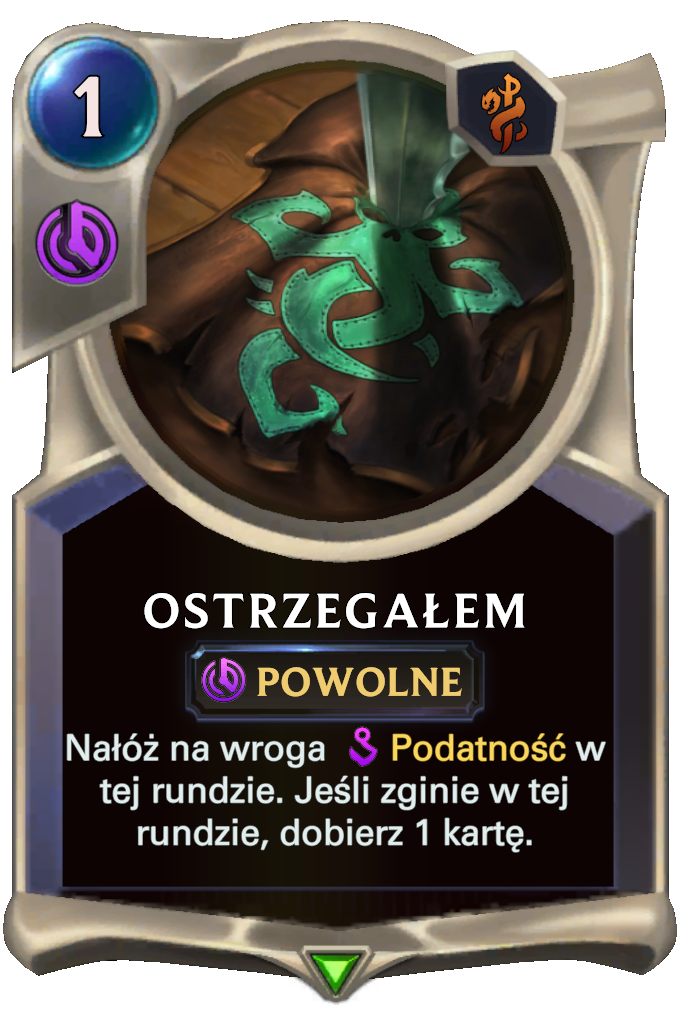 1
OSTRZEGAŁEM
POWOLNE
Nałóż na wroga Podatność w
tej rundzie. Jeśli zginie w tej
rundzie, dobierz 1 kartę.